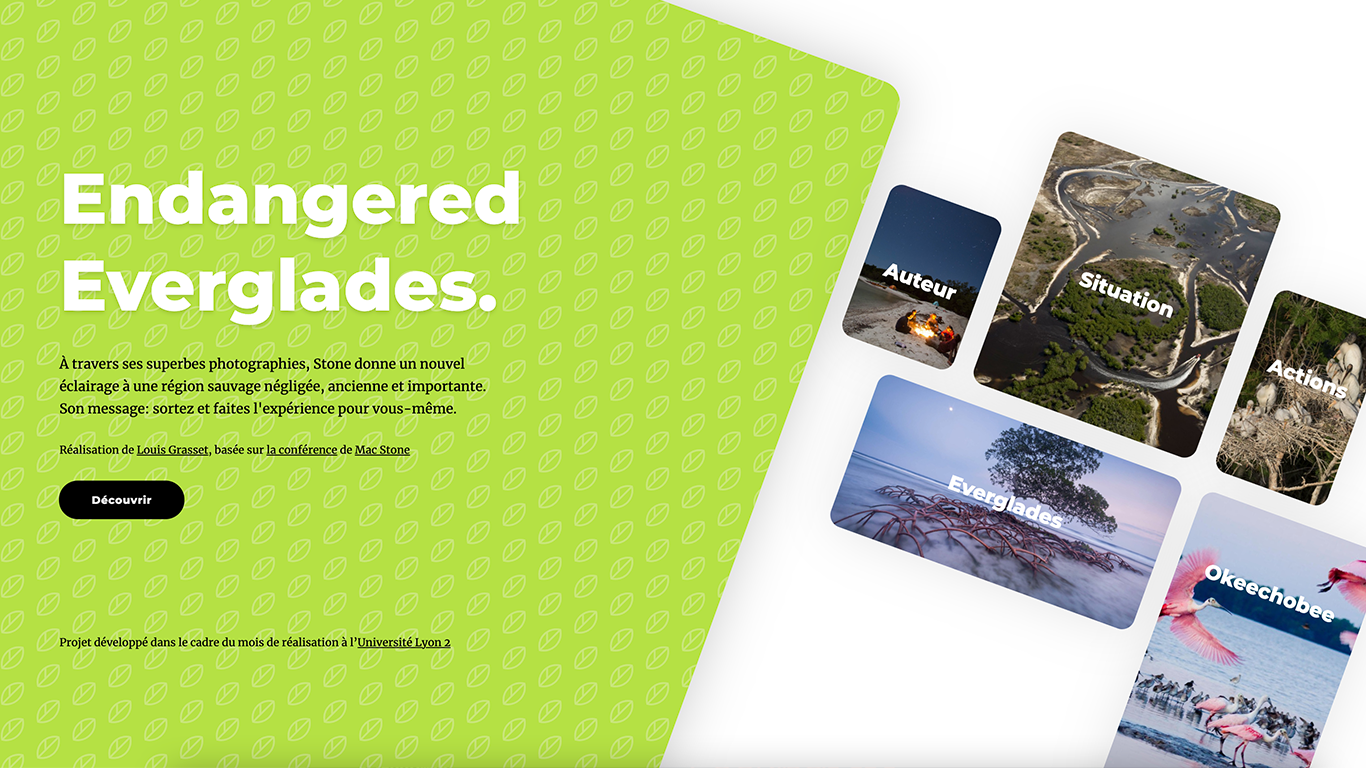 Endangered
Everglades.
À travers ses superbes photographies, Stone donne un nouvel
éclairage à une région sauvage négligée, ancienne et importante.
Son message: sortez et faites l'expérience pour vous-même.
Réalisation de Louis Grasset, basée sur la conférence de Mac Stone
Découvrir
Projet développé dans le cadre du mois de réalisation à l’Université Lyon 2
Auteur
Situation
Actions
Everglades
Okeechobee